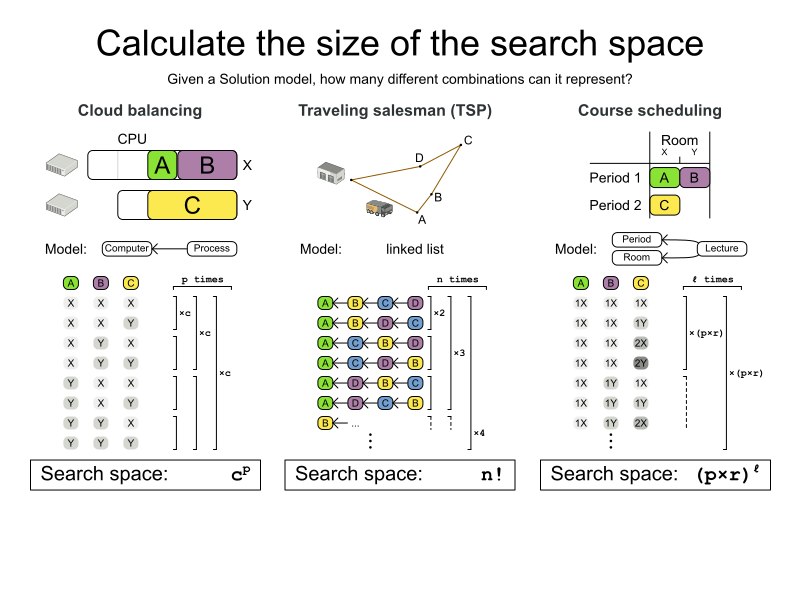 Calculate the size of the search space
Given a Solution model, how many different combinations can it represent?
Cloud balancing
CPU
A B X
C Y
Model: Computer Process
A B C p times
X X X
X X Y
X Y X
X Y Y
Y X X
Y X Y
Y Y X
Y Y Y
×c
×c
×c
Search space: cᵖ
Traveling salesman (TSP)
C
D
B
A
Model: linked list
n times
A B C D
A B D C
A C B D
A C D B
A D B C
A D C B
B ...
×2
×3
×4
Search space: n!
Course scheduling
Room
X Y
Period 1 A B
Period 2 C
Model: Period Room Lecture
A B C ℓ times
1X 1X 1X
1X 1X 1Y
1X 1X 2X
1X 1X 2Y
1X 1Y 1X
1X 1Y 1Y
1X 1Y 2X
×(p×r)
×(p×r)
Search space: (p×r)ˡ